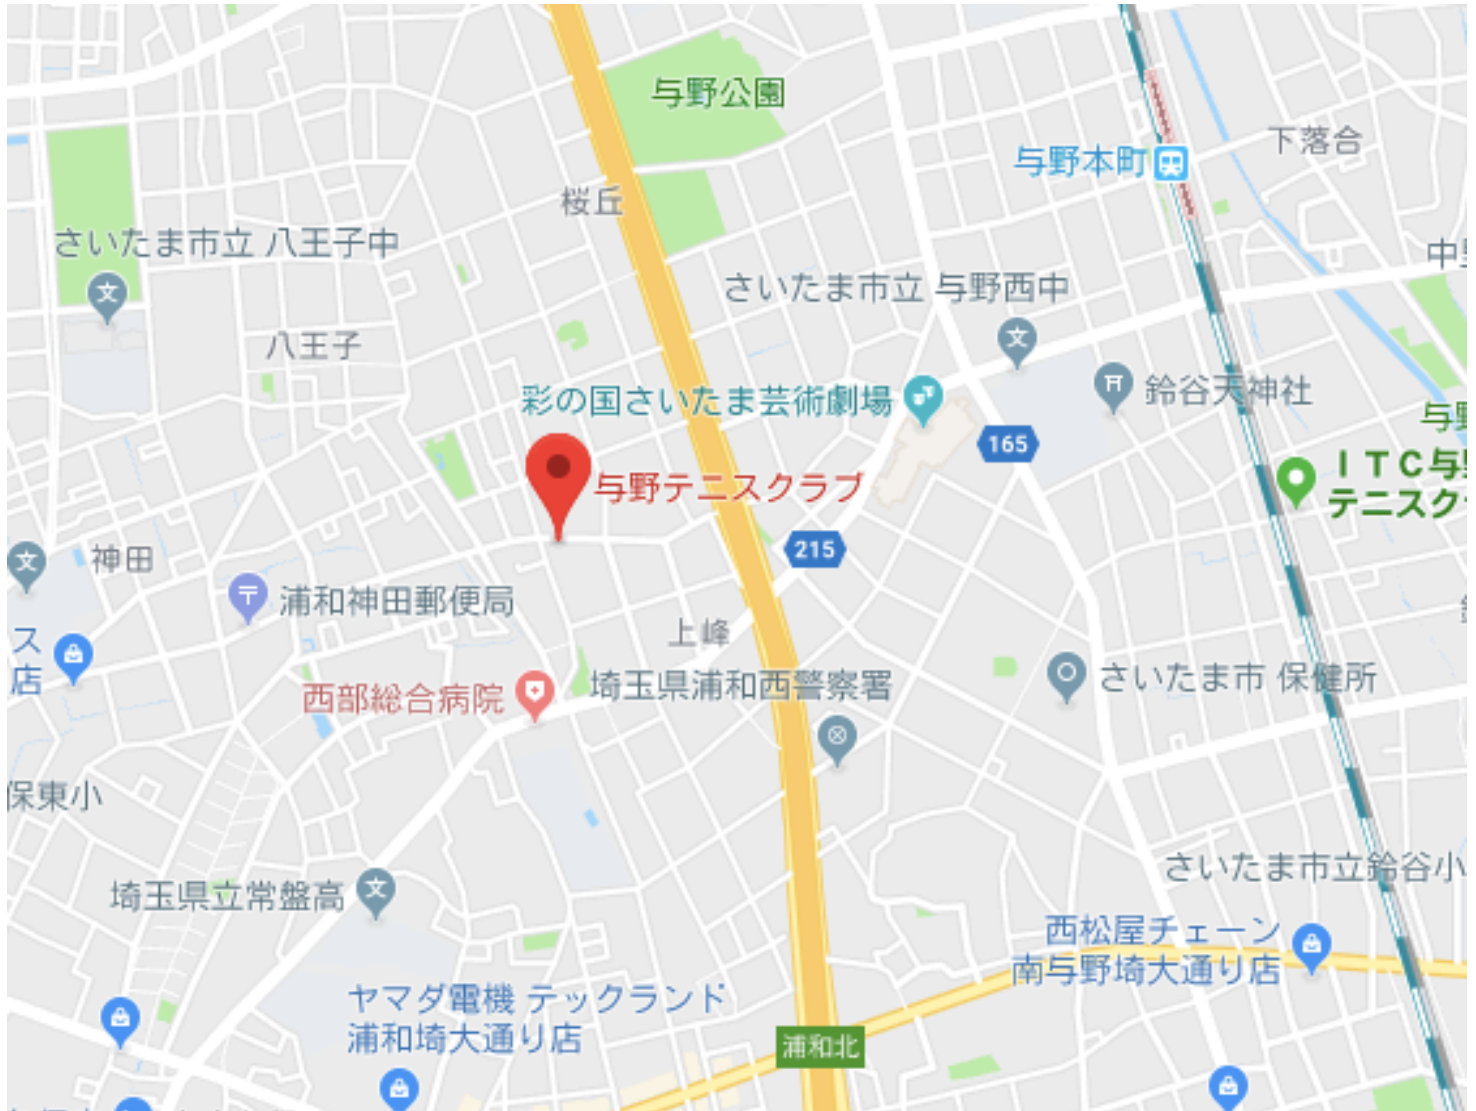 与野公園
下落合
与野本町
桜丘
さいたま市立 八王子中
中
さいたま市立 与野西中
八王子
彩の国さいたま芸術劇場
鈴谷天神社
与野
165
ITC与野
テニスク
与野テニスクラブ
215
神田
浦和神田郵便局
上峰
ス
店
西部総合病院
埼玉県浦和西警察署
さいたま市 保健所
保東小
さいたま市立鈴谷小
埼玉県立常盤高
西松屋チェーン
南与野埼大通り店
ヤマダ電機 テックランド
浦和埼大通り店
浦和北